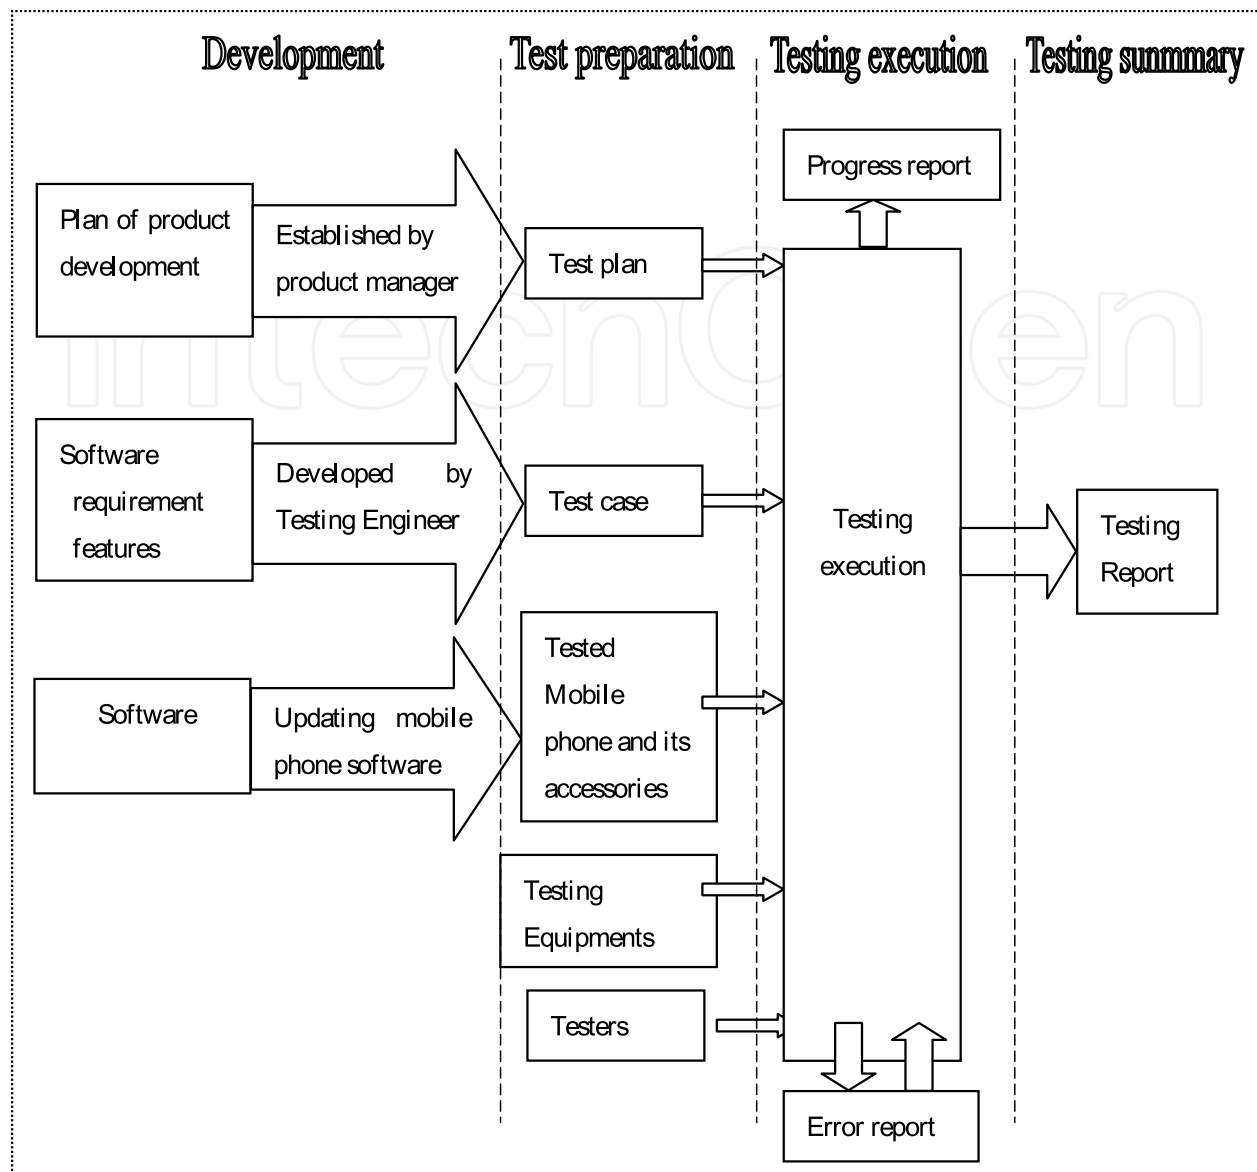 Development
Test preparation
Testing execution
Testing sunmmary
Progress report
Plan of product
development
Established by
product manager
Test plan
Software
requirement
features
Developed by
Testing Engineer
Test case
Testing
execution
Testing
Report
Software
Updating mobile
phone software
Tested
Mobile
phone and its
accessories
Testing
Equipments
Testers
Error report